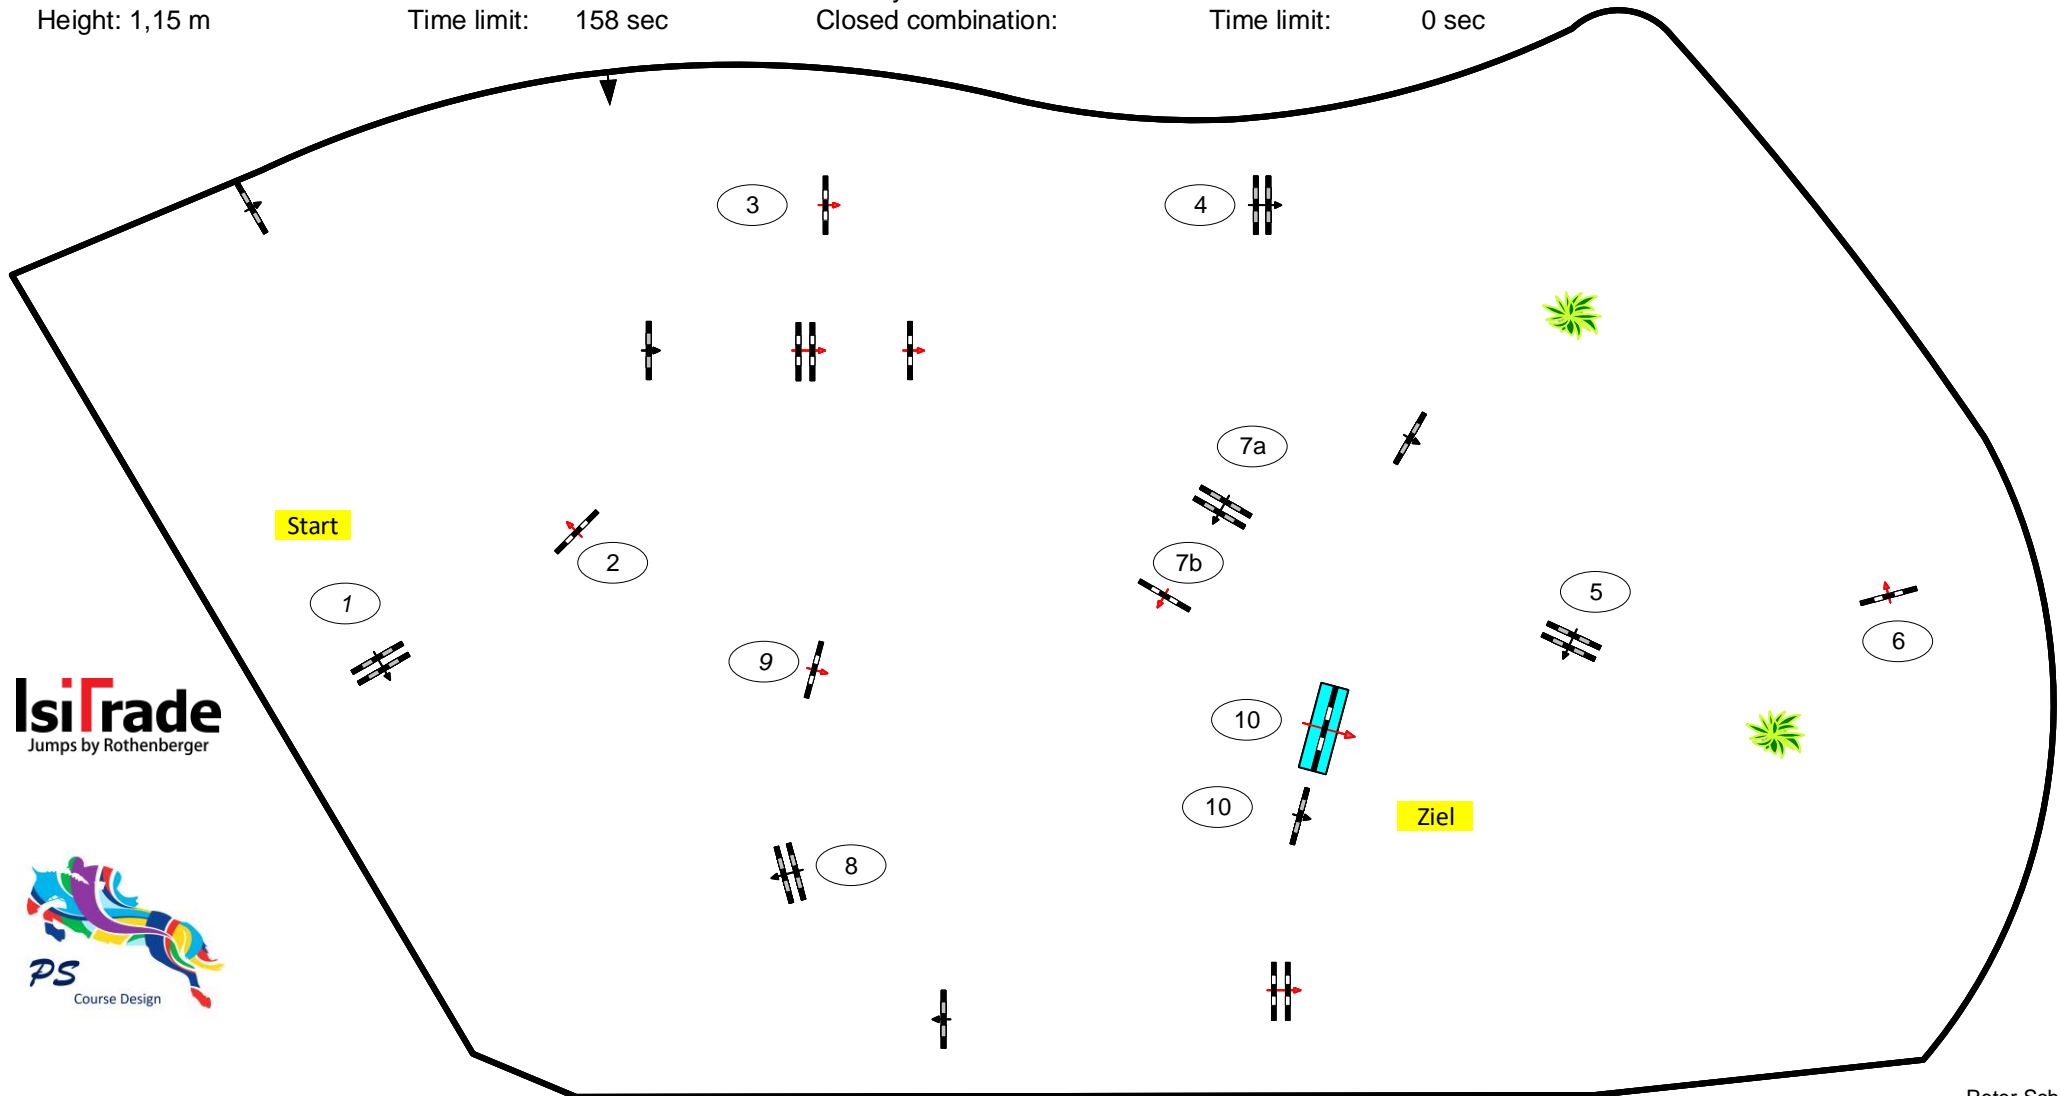 Height: 1,15 m Time limit: 158 sec Closed combination: Time limit: 0 sec
3
4
7a
Start
2
7b
1
5
9
6
IsiTrade
Jumps by Rothenberger
10
10
Ziel
8
PS
Course Design